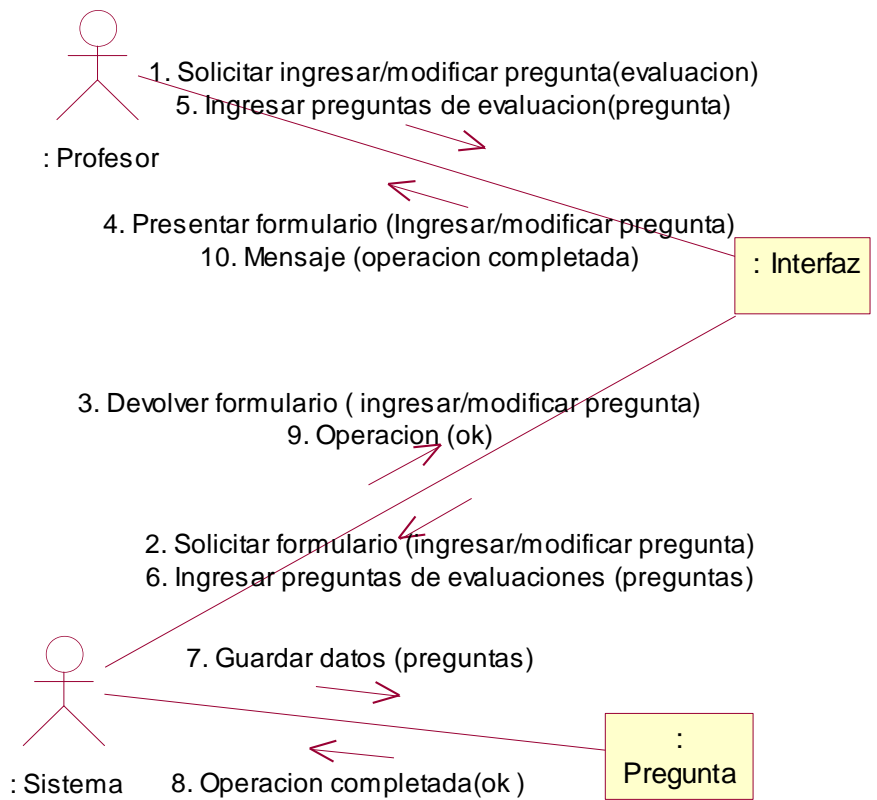 1. Solicitar ingresar/modificar pregunta(evaluacion)
5. Ingresar preguntas de evaluacion(pregunta)
: Profesor
4. Presentar formulario (Ingresar/modificar pregunta)
10. Mensaje (operacion completada)
: Interfaz
3. Devolver formulario ( ingresar/modificar pregunta)
9. Operacion (ok)
2. Solicitar formulario (ingresar/modificar pregunta)
6. Ingresar preguntas de evaluaciones (preguntas)
7. Guardar datos (preguntas)
:
Pregunta
: Sistema
8. Operacion completada(ok )